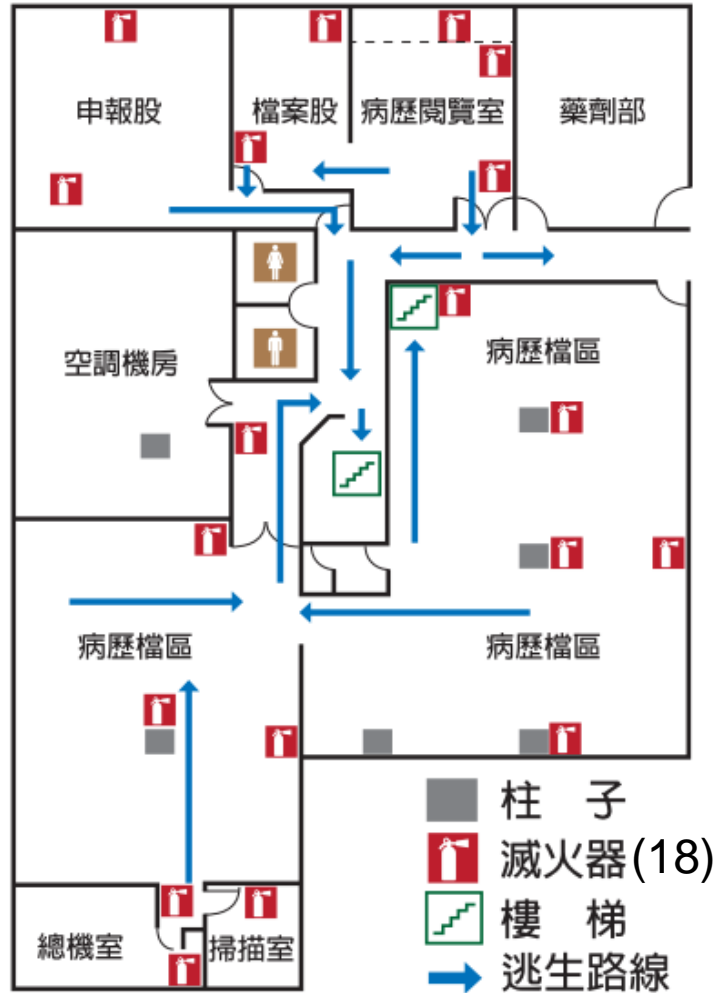 申報股
檔案股
病歷閱覽室
藥劑部
空調機房
病歷檔區
病歷檔區
病歷檔區
總機室
掃描室
柱 子
滅火器(18)
樓 梯
逃生路線